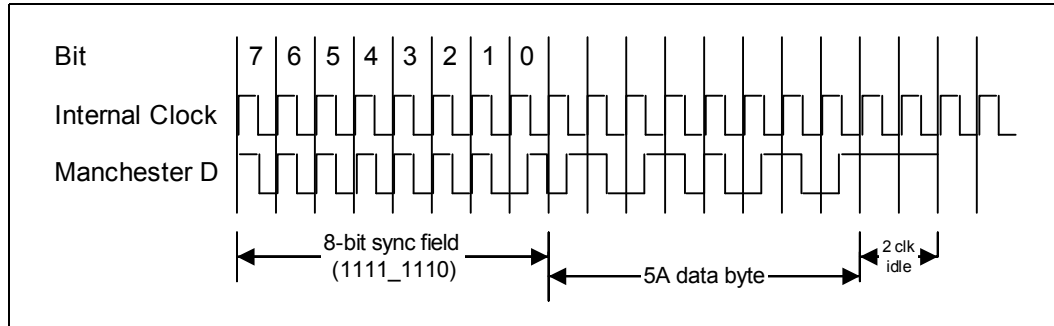 Bit 7 6 5 4 3 2 1 0
Internal Clock
Manchester D
8-bit sync field
(1111_1110)
5A data byte
2 clk
idle